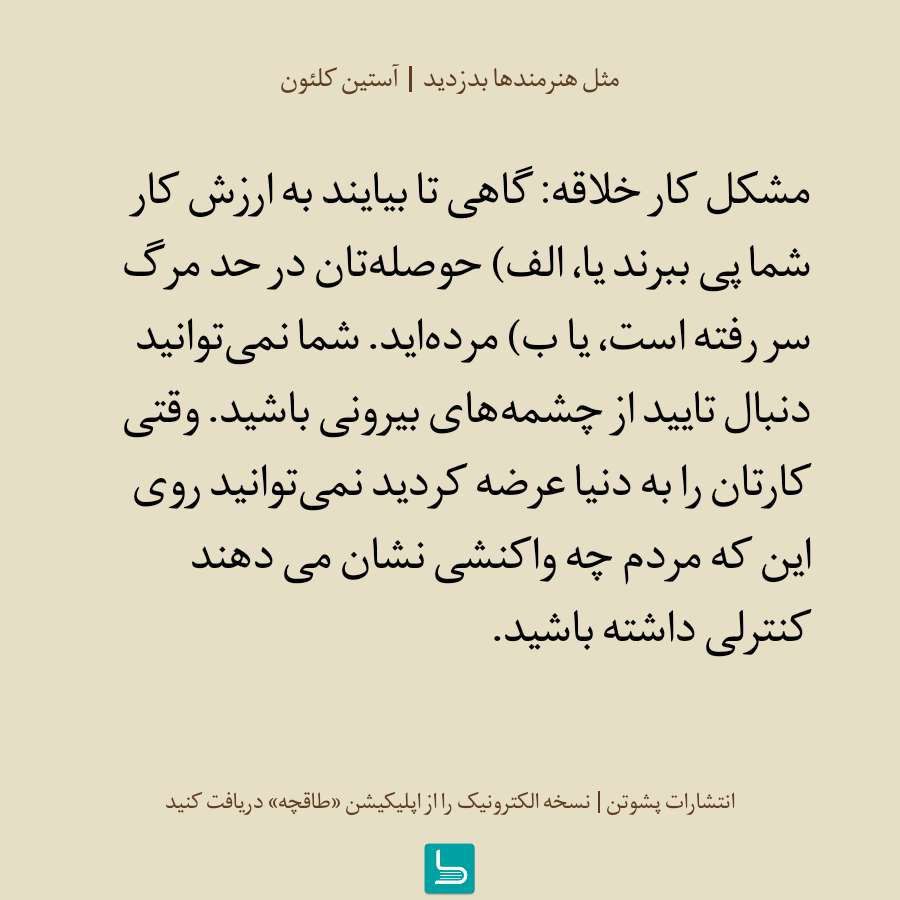 مثل هنرمندها بدزدید | آستین کلئون
مشکل کار خلاقه: گاهی تا بیایند به ارزش کار
شما پی ببرند یا، الف) حوصله‌تان در حد مرگ
سر رفته است، یا ب) مرده‌اید. شما نمی‌توانید
دنبال تایید از چشمه‌های بیرونی باشید. وقتی
کارتان را به دنیا عرضه کردید نمی‌توانید روی
این که مردم چه واکنشی نشان می دهند
کنترلی داشته باشید.
انتشارات پشوتن | نسخه الکترونیک را از اپلیکیشن «طاقچه» دریافت کنید